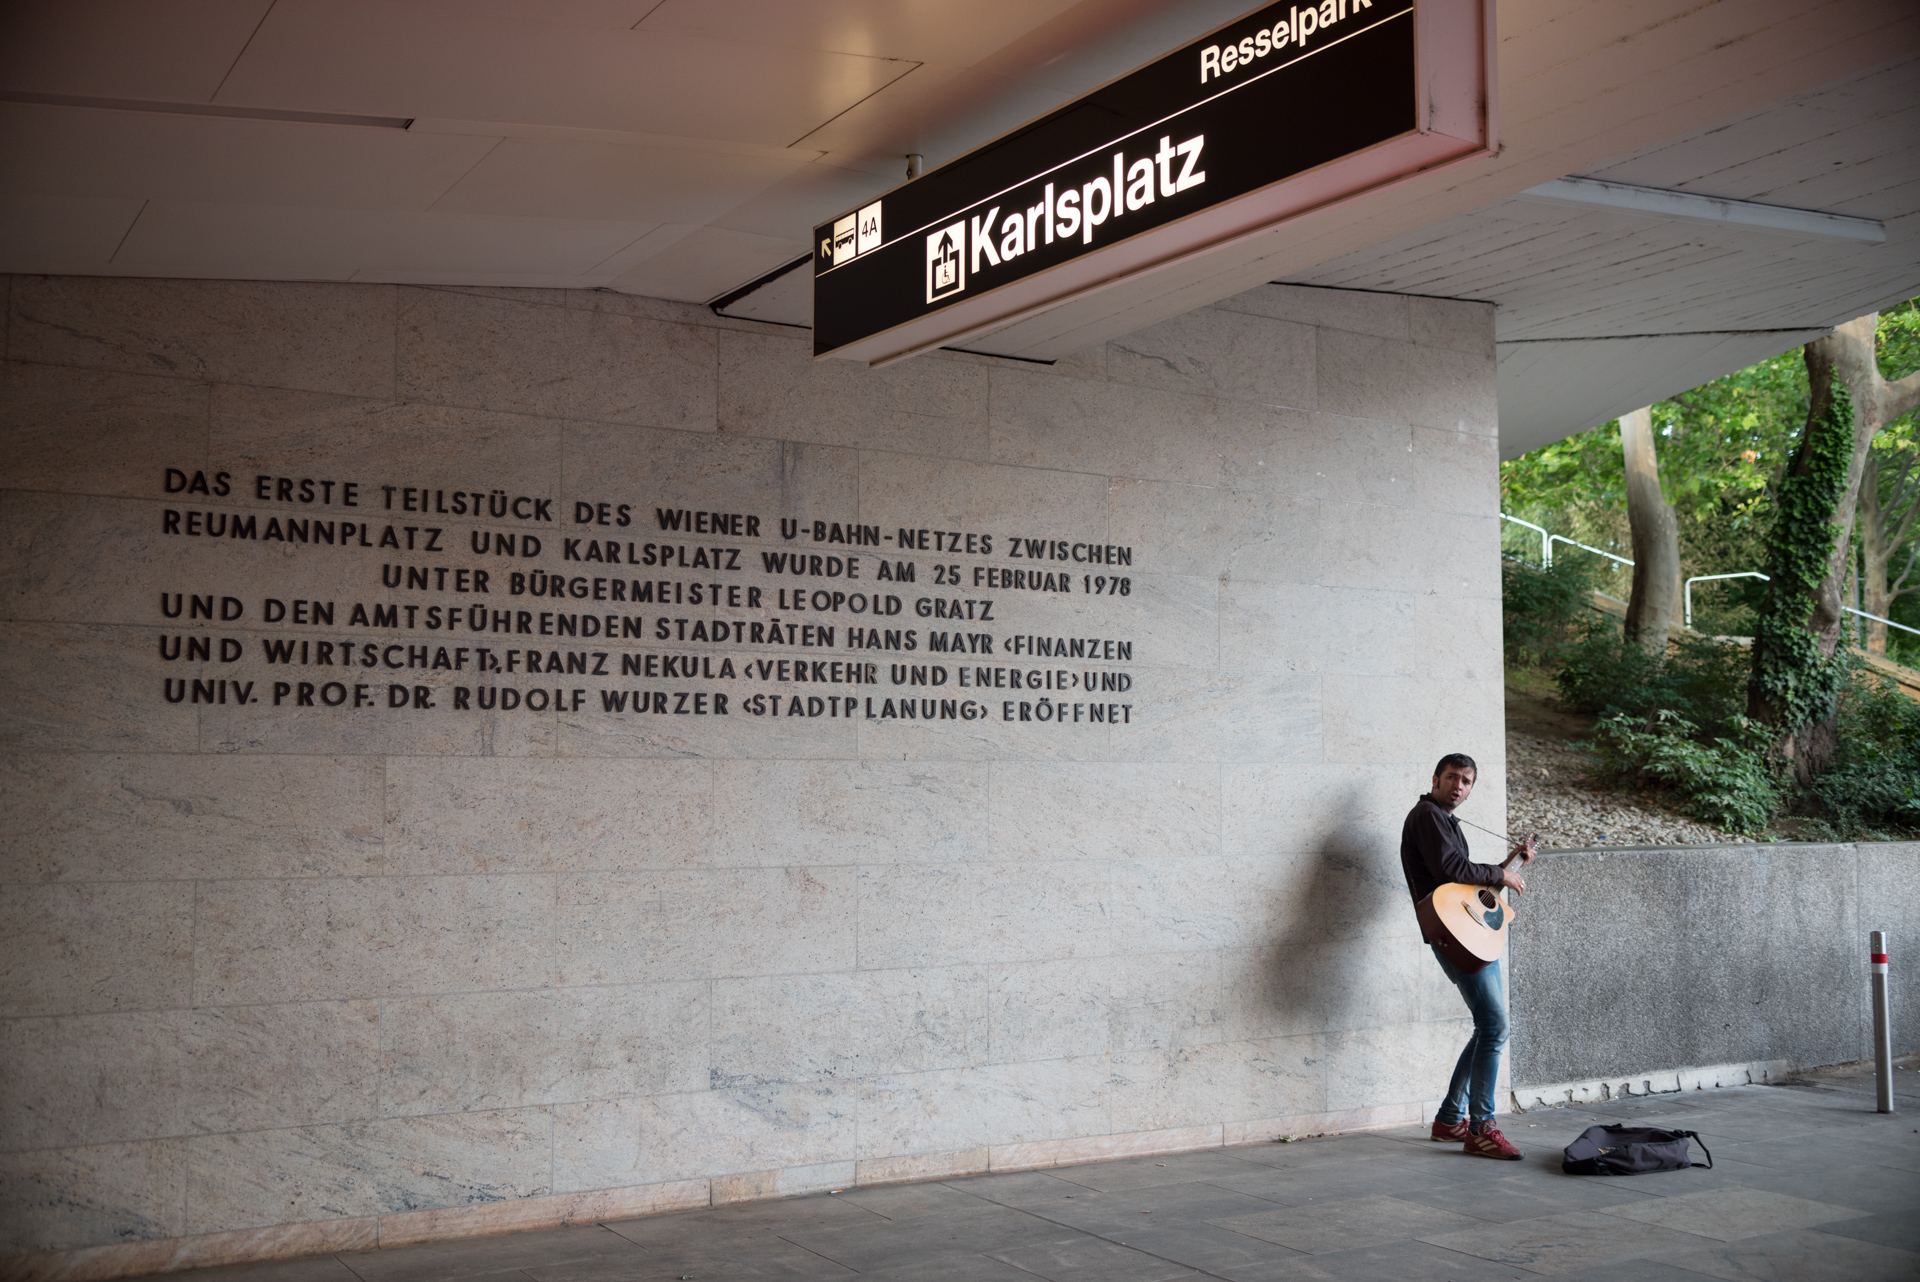 Resselpark
4A
Karlsplatz
DAS ERSTE TEILSTÜCK DES WIENER U-BAHN-NETZES ZWISCHEN
REUMANNPLATZ UND KARLSPLATZ WURDE AM 25 FEBRUAR 1978
UNTER BÜRGERMEISTER LEOPOLD GRATZ
UND DEN AMTSFÜHRENDEN STADTRÄTEN HANS MAYR ‹FINANZEN
UND WIRTSCHAFT›, FRANZ NEKULA ‹VERKEHR UND ENERGIE› UND
UNIV. PROF. DR. RUDOLF WURZER ‹STADTPLANUNG› ERÖFFNET